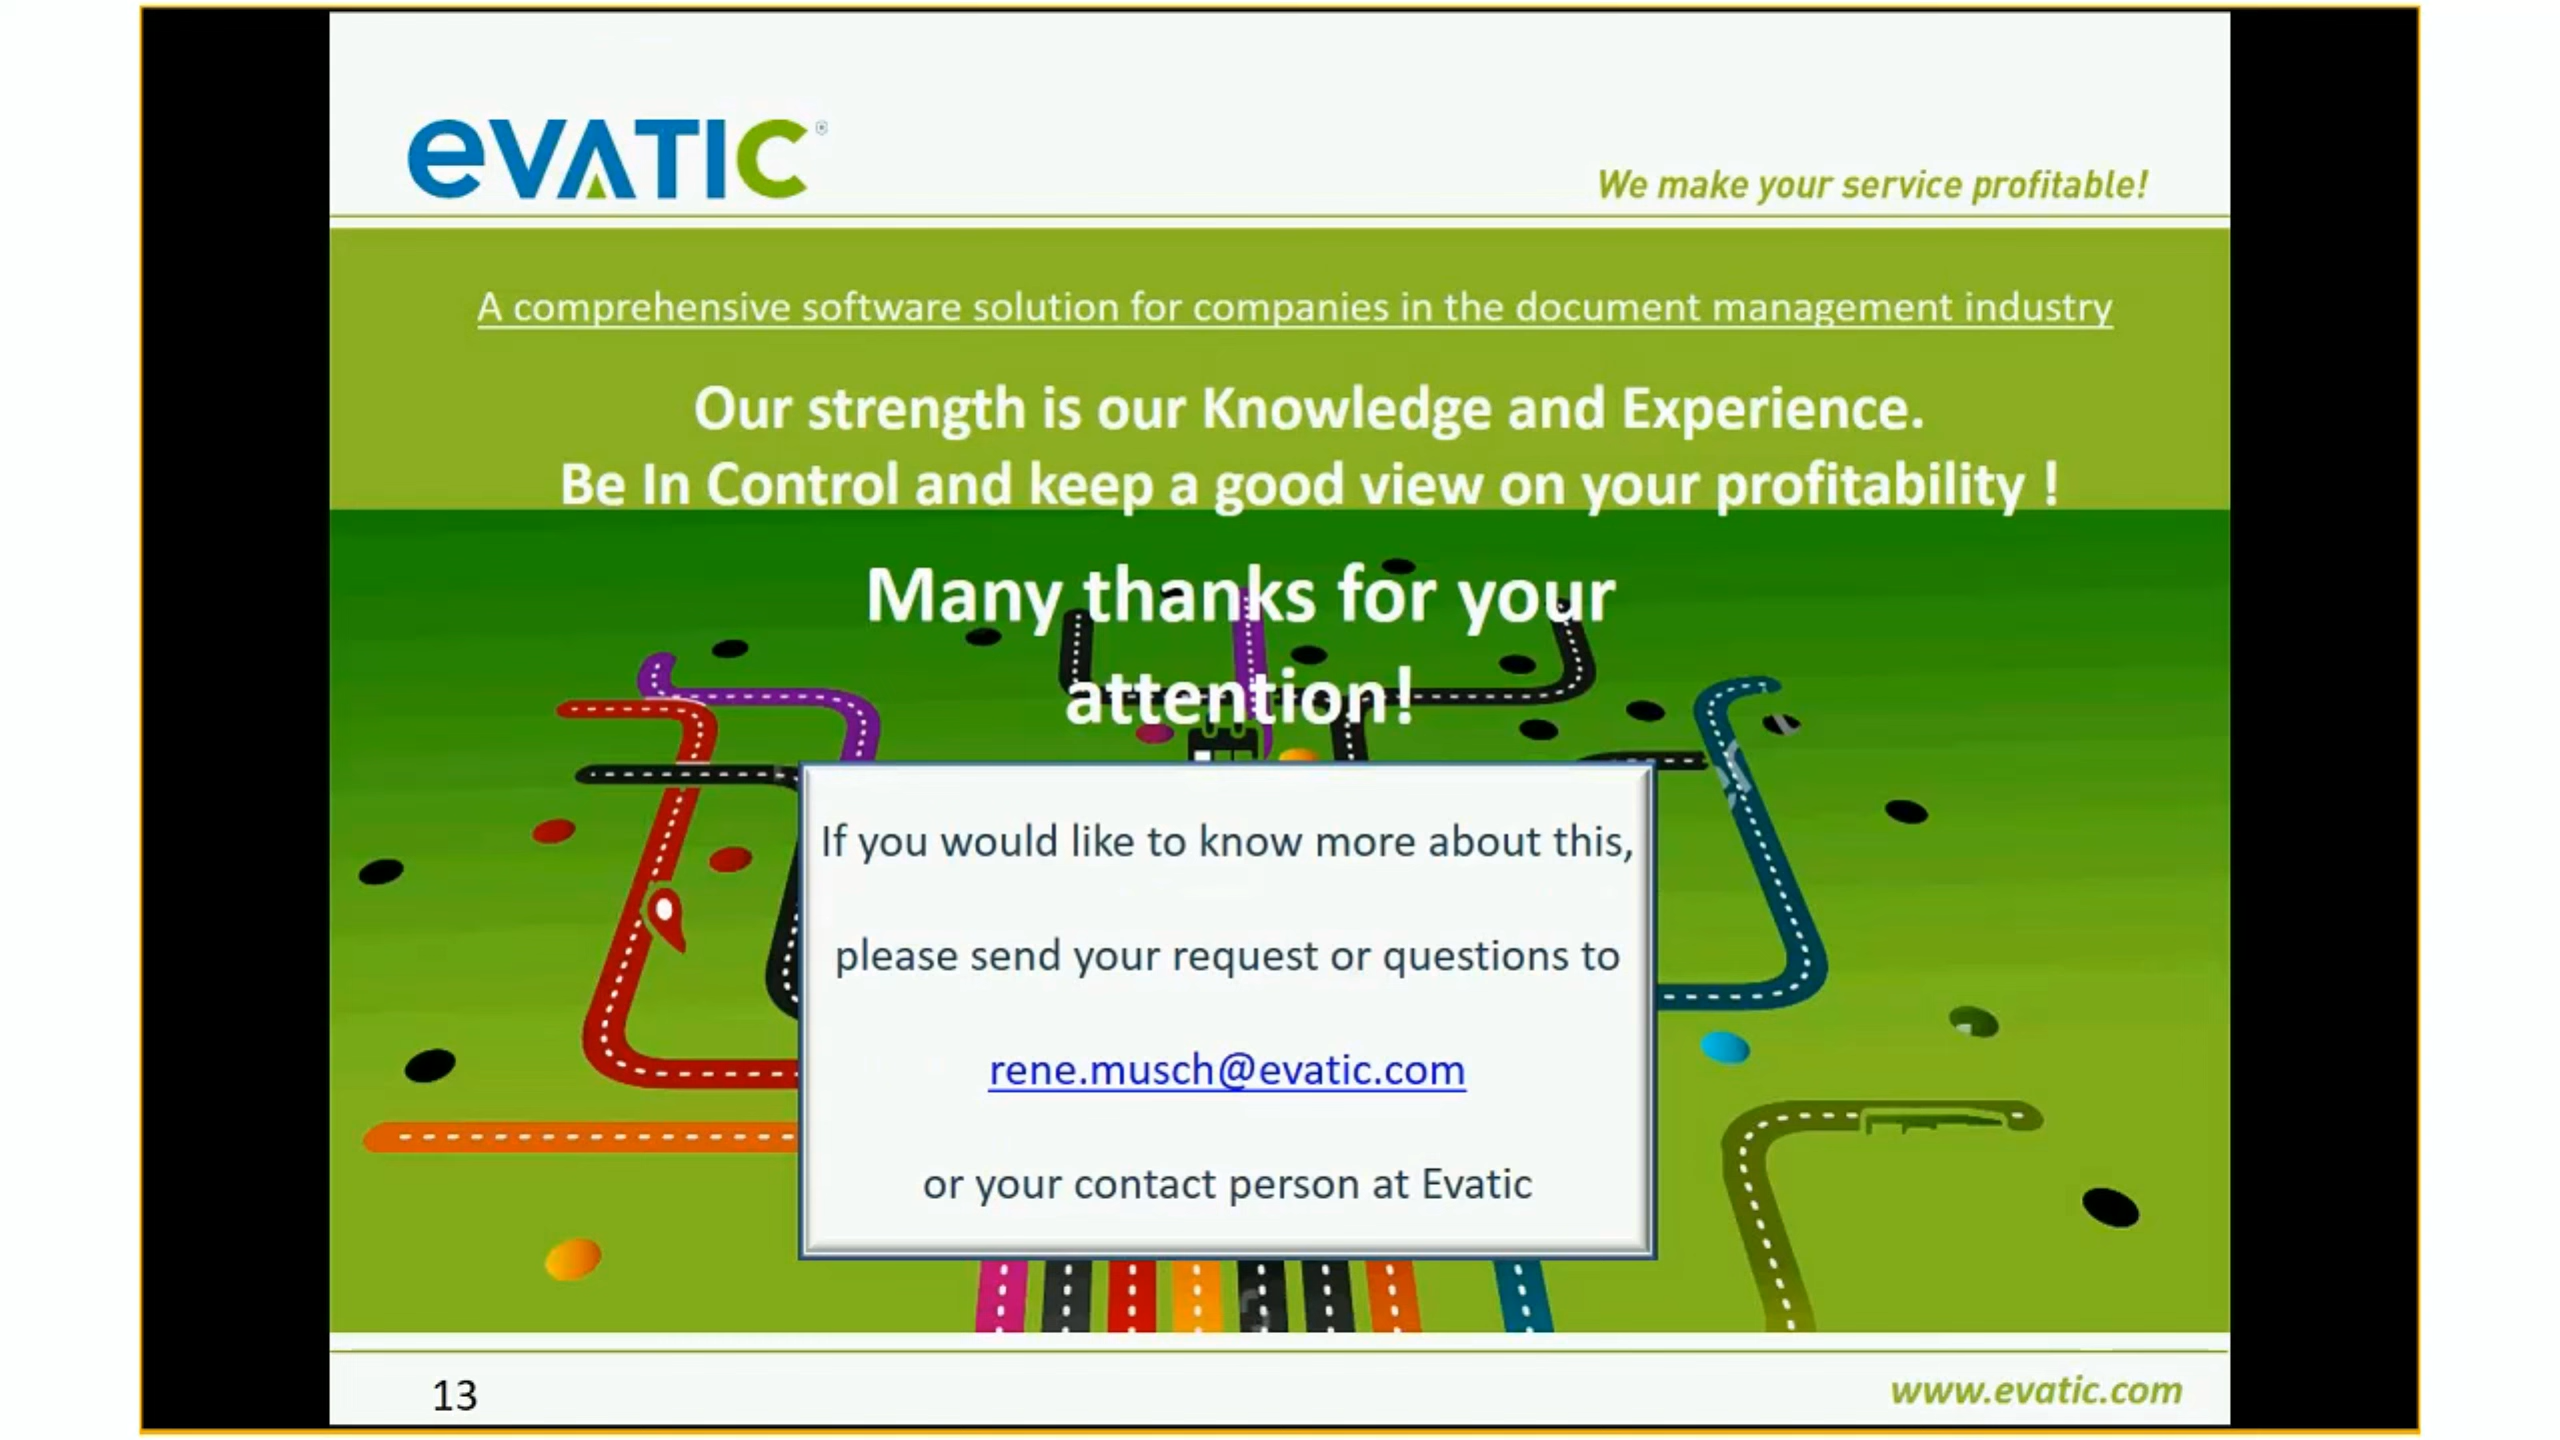 eVATIC®
We make your service profitable!
A comprehensive software solution for companies in the document management industry
Our strength is our Knowledge and Experience.
Be In Control and keep a good view on your profitability !
Many thanks for your
attention!
If you would like to know more about this,
please send your request or questions to
rene.musch@evatic.com
or your contact person at Evatic
13
www.evatic.com